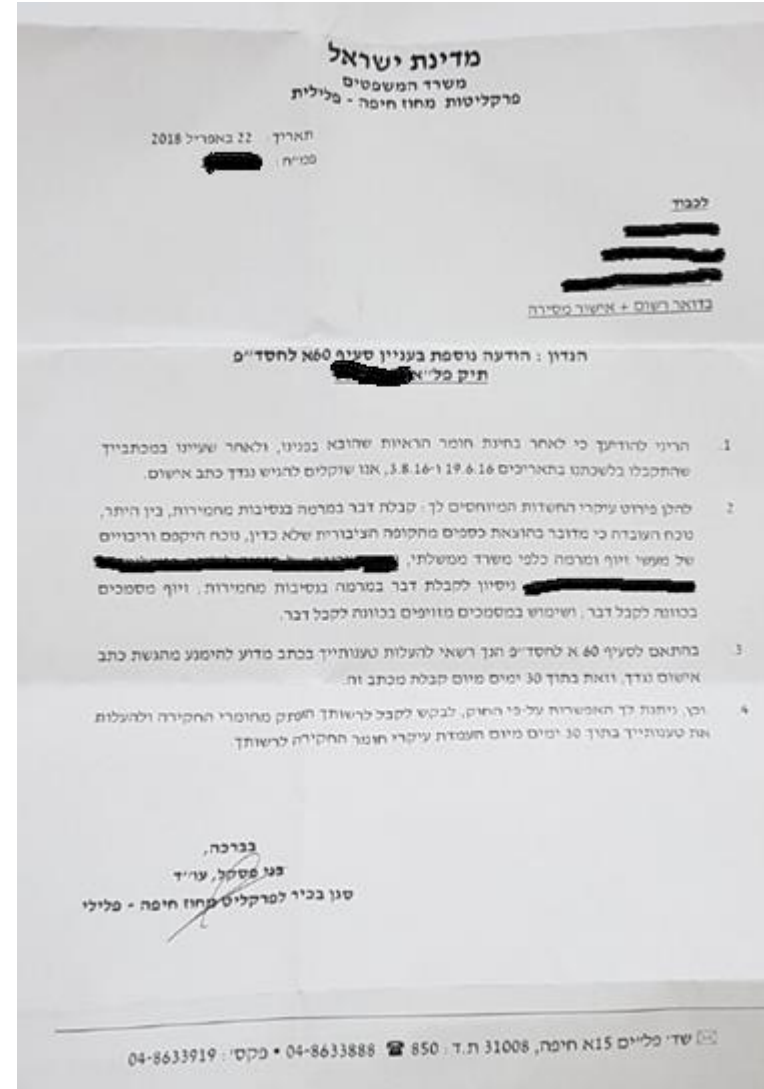 מדינת ישראל
משרד המשפטים
פרקליטות מחוז חיפה - פלילית
תאריך : 22 באפריל 2018
פמ״ח :
לכבוד
בדואר רשום + אישור מסירה
הנדון : הודעה נוספת בעניין סעיף 60א לחסד״פ
תיק פל״א
1. הריני להודיעך כי לאחר בחינת חומר הראיות שהובא בפנינו, ולאחר שעיינו במכתבייך
שהתקבלו בלשכתנו בתאריכים 19.6.16 ו-3.8.16, אנו שוקלים להגיש נגדך כתב אישום.
2 להלן פירוט עיקרי החשדות המיוחסים לך : קבלת דבר במרמה בנסיבות מחמירות, בין היתר,
נוכח העובדה כי מדובר בהוצאת כספים מהקופה הציבורית שלא כדין, נוכח היקפם וריבויים
של מעשי זיוף ומרמה כלפי משרד ממשלתי,
ניסיון לקבלת דבר במרמה בנסיבות מחמירות, זיוף מסמכים
בכוונה לקבל דבר, ושימוש במסמכים מזויפים בכוונה לקבל דבר.
3 בהתאם לסעיף 60 א לחסד״פ הנך רשאי להעלות טענותייך בכתב מדוע להימנע מהגשת כתב
אישום נגדך, וזאת בתוך 30 ימים מיום קבלת מכתב זה.
4 וכן, ניתנת לך האפשרות על-פי החוק, לבקש לקבל לרשותך העתק מחומרי החקירה ולהעלות
את טענותייך בתוך 30 ימים מיום העמדת עיקרי חומר החקירה לרשותך.
בברכה,
בני פסקל, עו״ד
סגן בכיר לפרקליט מחוז חיפה - פלילי
שד׳ פל״ים 15א חיפה, 31008 ת.ד : 850 ☎ 04-8633888 • פקס׳ : 04-8633919